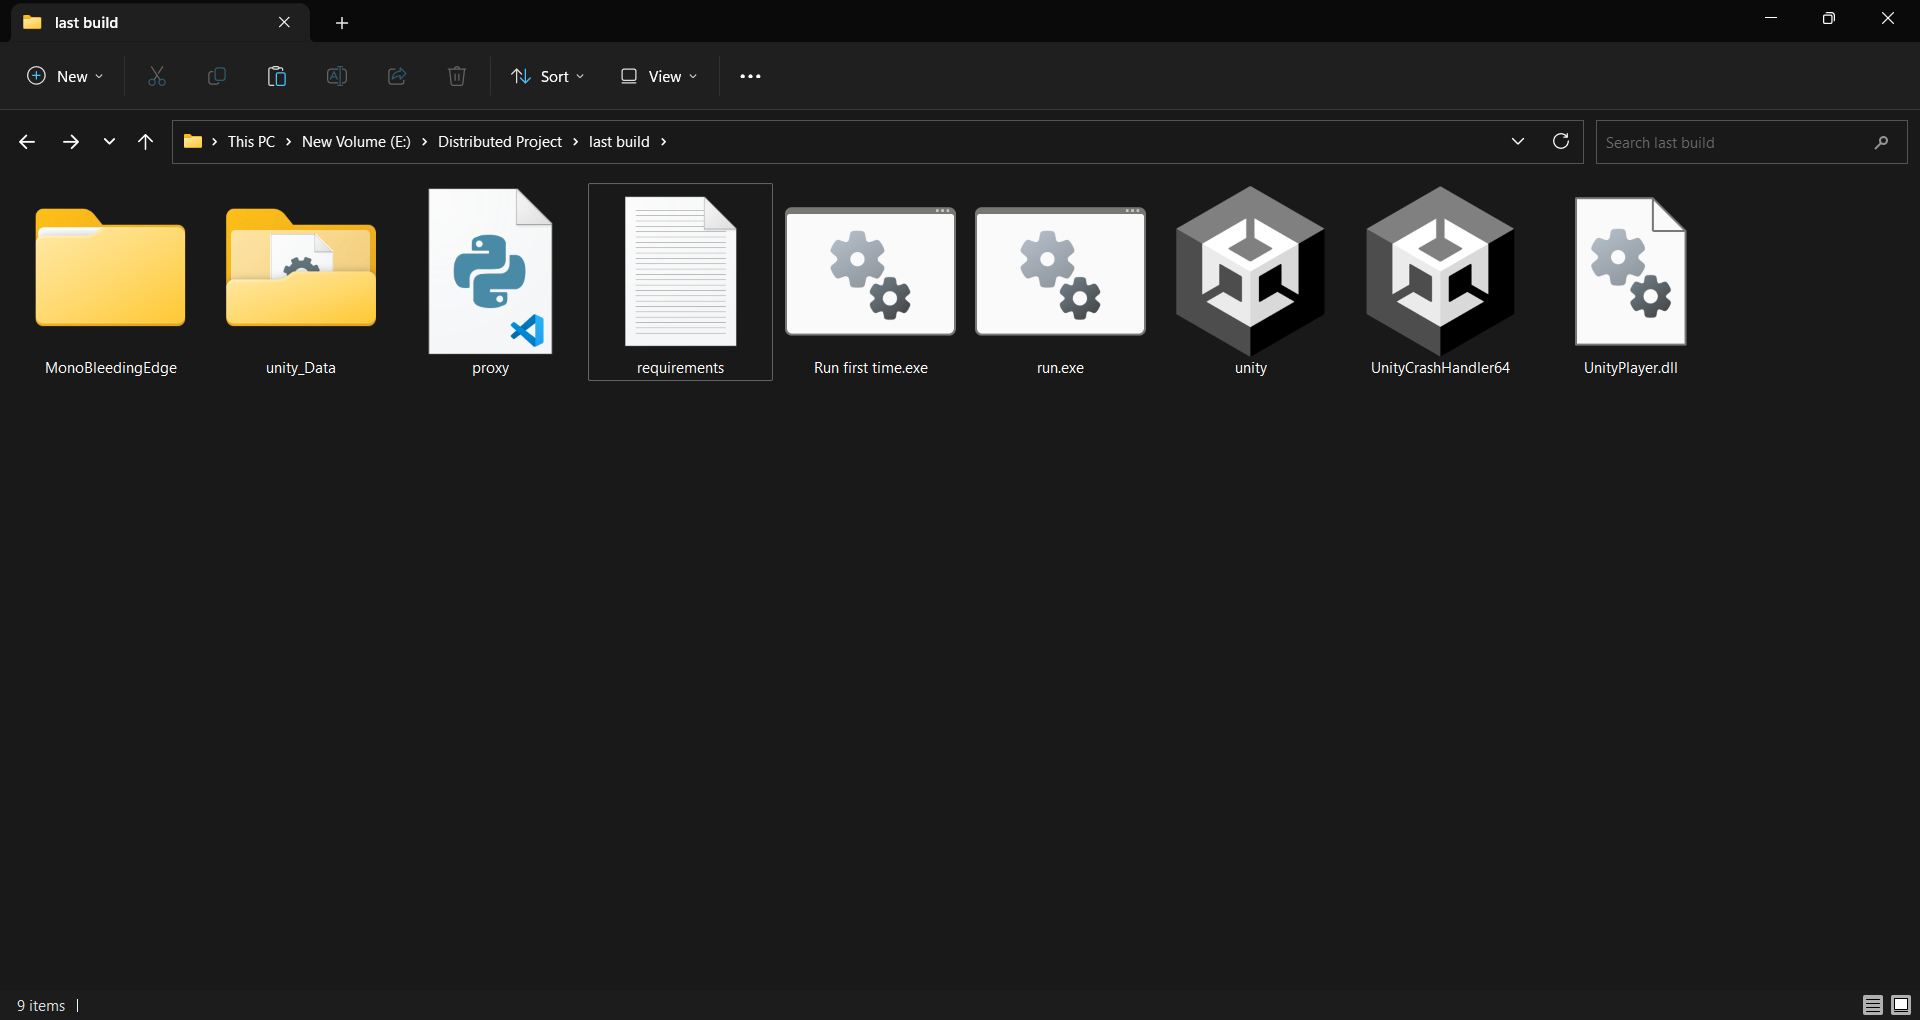 last build
New
Sort
View
This PC
New Volume (E:)
Distributed Project
last build
Search last build
MonoBleedingEdge
unity_Data
proxy
requirements
Run first time.exe
run.exe
unity
UnityCrashHandler64
UnityPlayer.dll
9 items